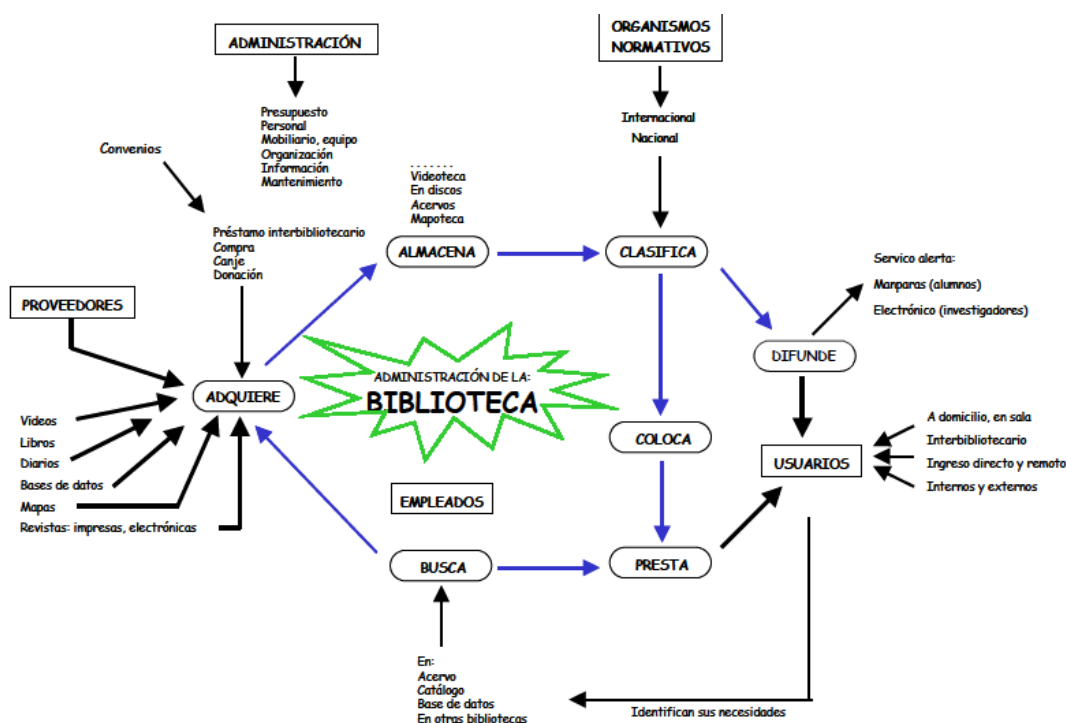 ADMINISTRACIÓN
Presupuesto
Personal
Mobiliario, equipo
Organización
Información
Mantenimiento
ORGANISMOS
NORMATIVOS
Internacional
Nacional
Convenios
Préstamo interbibliotecario
Compra
Canje
Donación
Videoteca
En discos
Acervos
Mapoteca
ALMACENA
CLASIFICA
Servico alerta:
Manparas (alumnos)
Electrónico (investigadores)
PROVEEDORES
DIFUNDE
ADMINISTRACIÓN DE LA:
BIBLIOTECA
ADQUIERE
Videos
Libros
Diarios
Bases de datos
Mapas
Revistas: impresas, electrónicas
COLOCA
USUARIOS
A domicilio, en sala
Interbibliotecario
Ingreso directo y remoto
Internos y externos
EMPLEADOS
BUSCA
PRESTA
En:
Acervo
Catálogo
Base de datos
En otras bibliotecas
Identifican sus necesidades